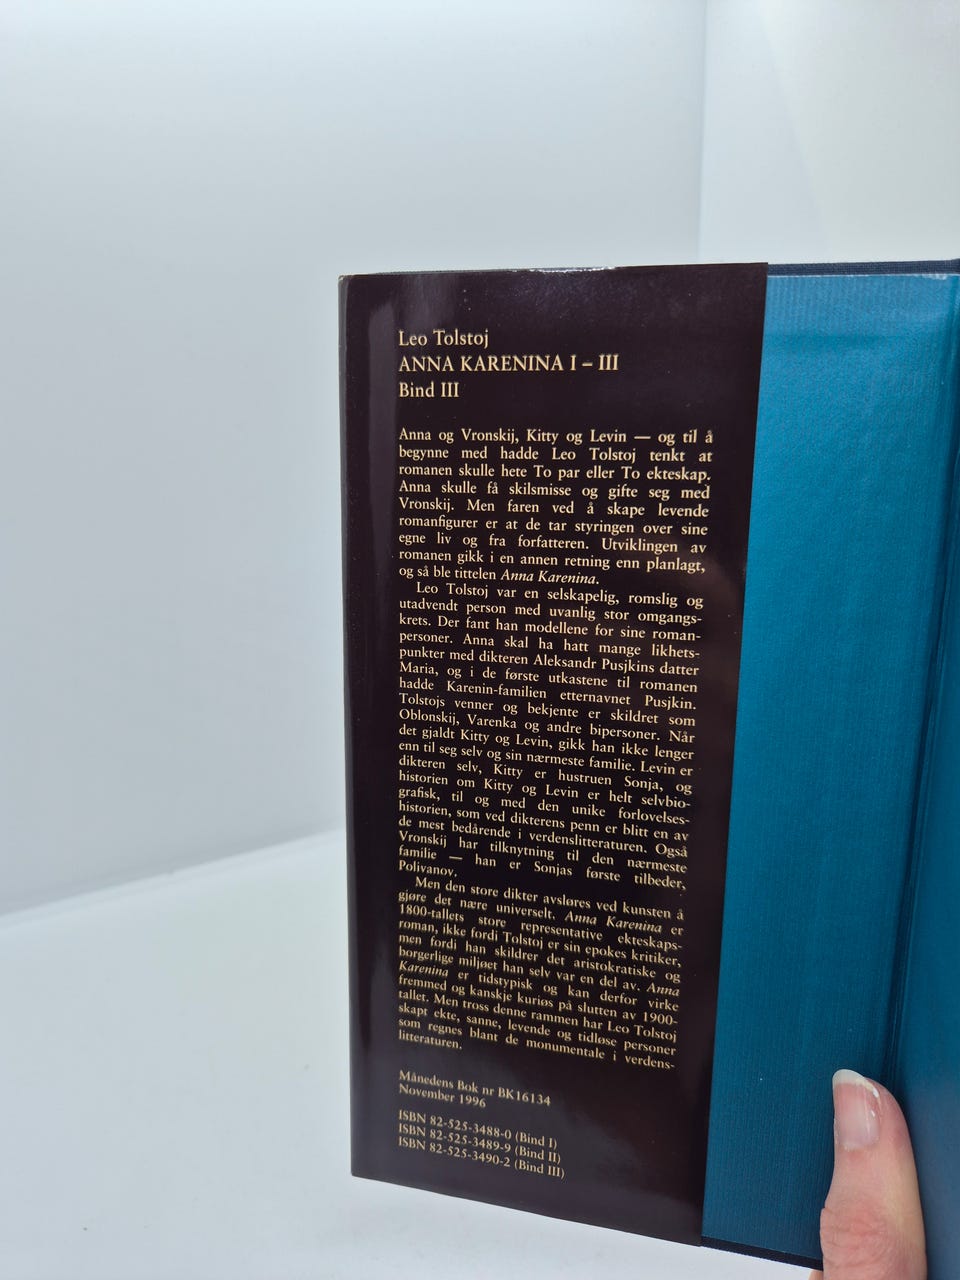 Leo Tolstoj
ANNA KARENINA I – III
Bind III
Anna og Vronskij, Kitty og Levin — og til å
begynne med hadde Leo Tolstoj tenkt at
romanen skulle hete To par eller To ekteskap.
Anna skulle få skilsmisse og gifte seg med
Vronskij. Men faren ved å skape levende
romanfigurer er at de tar styringen over sine
egne liv og fra forfatteren. Utviklingen av
romanen gikk i en annen retning enn planlagt,
og så ble tittelen Anna Karenina.
Leo Tolstoj var en selskapelig, romslig og
utadvendt person med uvanlig stor omgangs-
krets. Der fant han modellene for sine roman-
personer. Anna skal ha hatt mange likhets-
punkter med dikteren Aleksandr Pusjkins datter
Maria, og i de første utkastene til romanen
hadde Karenin-familien etternavnet Pusjkin.
Tolstojs venner og bekjente er skildret som
Oblonskij, Varenka og andre bipersoner. Når
det gjaldt Kitty og Levin, gikk han ikke lenger
enn til seg selv og sin nærmeste familie. Levin er
dikteren selv, Kitty er hustruen Sonja, og
historien om Kitty og Levin er helt selvbio-
grafisk, til og med den unike forlovelses-
historien, som ved dikterens penn er blitt en av
de mest bedårende i verdenslitteraturen. Også
Vronskij har tilknytning til den nærmeste
familie — han er Sonjas første tilbeder,
Polivanov.
Men den store dikter avsløres ved kunsten å
gjøre det nære universelt. Anna Karenina er
1800-tallets store representative ekteskaps-
roman, ikke fordi Tolstoj er sin epokes kritiker,
men fordi han skildrer det aristokratiske og
borgerlige miljøet han selv var en del av. Anna
Karenina er tidstypisk og kan derfor virke
fremmed og kanskje kuriøs på slutten av 1900-
tallet. Men tross denne rammen har Leo Tolstoj
skapt ekte, sanne, levende og tidløse personer
som regnes blant de monumentale i verdens-
litteraturen.
Månedens Bok nr BK16134
November 1996
ISBN 82-525-3488-0 (Bind I)
ISBN 82-525-3489-9 (Bind II)
ISBN 82-525-3490-2 (Bind III)